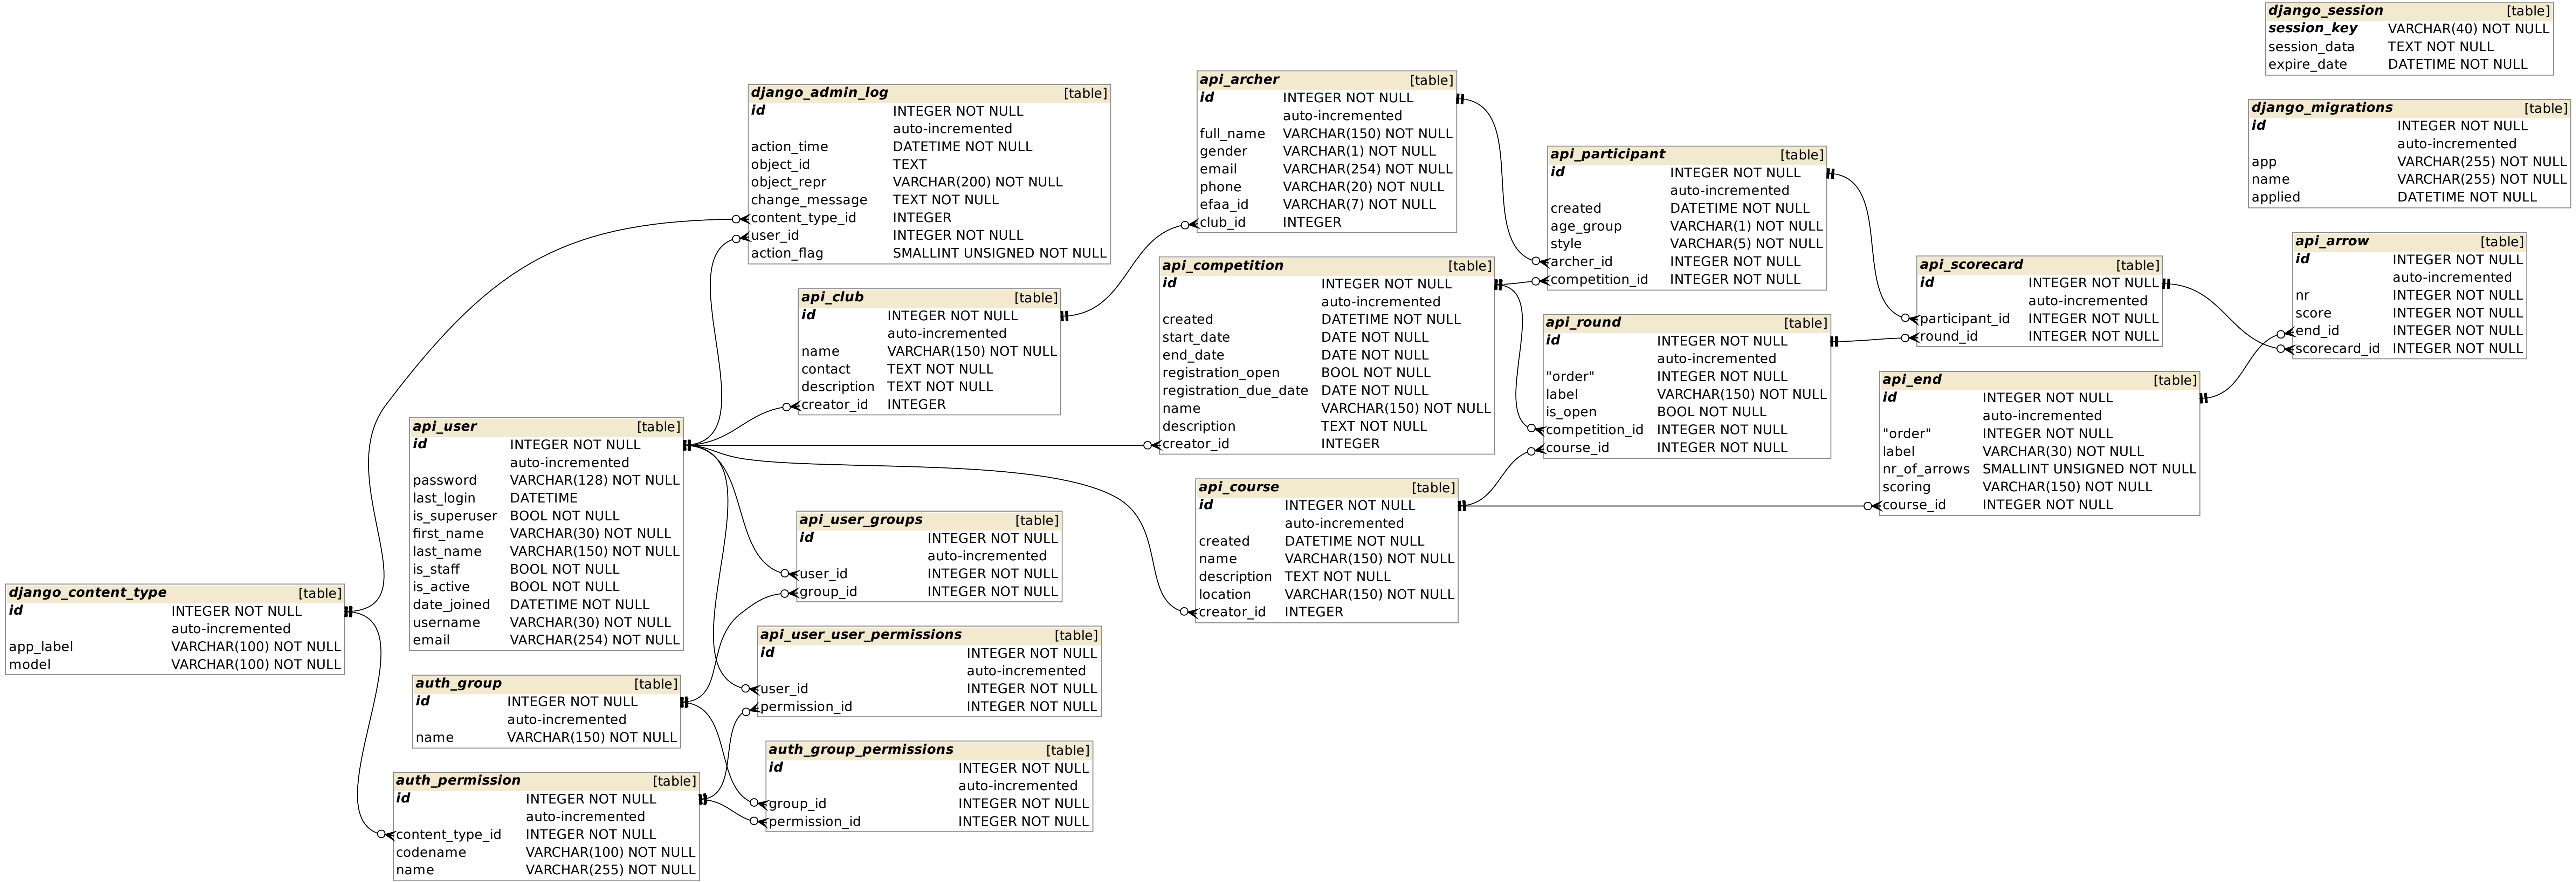 django_session [table]
session_key VARCHAR(40) NOT NULL
session_data TEXT NOT NULL
expire_date DATETIME NOT NULL
django_migrations [table]
id INTEGER NOT NULL
auto-incremented
app VARCHAR(255) NOT NULL
name VARCHAR(255) NOT NULL
applied DATETIME NOT NULL
django_admin_log [table]
id INTEGER NOT NULL
auto-incremented
action_time DATETIME NOT NULL
object_id TEXT
object_repr VARCHAR(200) NOT NULL
change_message TEXT NOT NULL
content_type_id INTEGER
user_id INTEGER NOT NULL
action_flag SMALLINT UNSIGNED NOT NULL
api_archer [table]
id INTEGER NOT NULL
auto-incremented
full_name VARCHAR(150) NOT NULL
gender VARCHAR(1) NOT NULL
email VARCHAR(254) NOT NULL
phone VARCHAR(20) NOT NULL
efaa_id VARCHAR(7) NOT NULL
club_id INTEGER
api_participant [table]
id INTEGER NOT NULL
auto-incremented
created DATETIME NOT NULL
age_group VARCHAR(1) NOT NULL
style VARCHAR(5) NOT NULL
archer_id INTEGER NOT NULL
competition_id INTEGER NOT NULL
api_arrow [table]
id INTEGER NOT NULL
auto-incremented
nr INTEGER NOT NULL
score INTEGER NOT NULL
end_id INTEGER NOT NULL
scorecard_id INTEGER NOT NULL
api_scorecard [table]
id INTEGER NOT NULL
auto-incremented
participant_id INTEGER NOT NULL
round_id INTEGER NOT NULL
api_competition [table]
id INTEGER NOT NULL
auto-incremented
created DATETIME NOT NULL
start_date DATE NOT NULL
end_date DATE NOT NULL
registration_open BOOL NOT NULL
registration_due_date DATE NOT NULL
name VARCHAR(150) NOT NULL
description TEXT NOT NULL
creator_id INTEGER
api_club [table]
id INTEGER NOT NULL
auto-incremented
name VARCHAR(150) NOT NULL
contact TEXT NOT NULL
description TEXT NOT NULL
creator_id INTEGER
api_round [table]
id INTEGER NOT NULL
auto-incremented
"order" INTEGER NOT NULL
label VARCHAR(150) NOT NULL
is_open BOOL NOT NULL
competition_id INTEGER NOT NULL
course_id INTEGER NOT NULL
api_end [table]
id INTEGER NOT NULL
auto-incremented
"order" INTEGER NOT NULL
label VARCHAR(30) NOT NULL
nr_of_arrows SMALLINT UNSIGNED NOT NULL
scoring VARCHAR(150) NOT NULL
course_id INTEGER NOT NULL
api_user [table]
id INTEGER NOT NULL
auto-incremented
password VARCHAR(128) NOT NULL
last_login DATETIME
is_superuser BOOL NOT NULL
first_name VARCHAR(30) NOT NULL
last_name VARCHAR(150) NOT NULL
is_staff BOOL NOT NULL
is_active BOOL NOT NULL
date_joined DATETIME NOT NULL
username VARCHAR(30) NOT NULL
email VARCHAR(254) NOT NULL
api_course [table]
id INTEGER NOT NULL
auto-incremented
created DATETIME NOT NULL
name VARCHAR(150) NOT NULL
description TEXT NOT NULL
location VARCHAR(150) NOT NULL
creator_id INTEGER
api_user_groups [table]
id INTEGER NOT NULL
auto-incremented
user_id INTEGER NOT NULL
group_id INTEGER NOT NULL
django_content_type [table]
id INTEGER NOT NULL
auto-incremented
app_label VARCHAR(100) NOT NULL
model VARCHAR(100) NOT NULL
api_user_user_permissions [table]
id INTEGER NOT NULL
auto-incremented
user_id INTEGER NOT NULL
permission_id INTEGER NOT NULL
auth_group [table]
id INTEGER NOT NULL
auto-incremented
name VARCHAR(150) NOT NULL
auth_group_permissions [table]
id INTEGER NOT NULL
auto-incremented
group_id INTEGER NOT NULL
permission_id INTEGER NOT NULL
auth_permission [table]
id INTEGER NOT NULL
auto-incremented
content_type_id INTEGER NOT NULL
codename VARCHAR(100) NOT NULL
name VARCHAR(255) NOT NULL